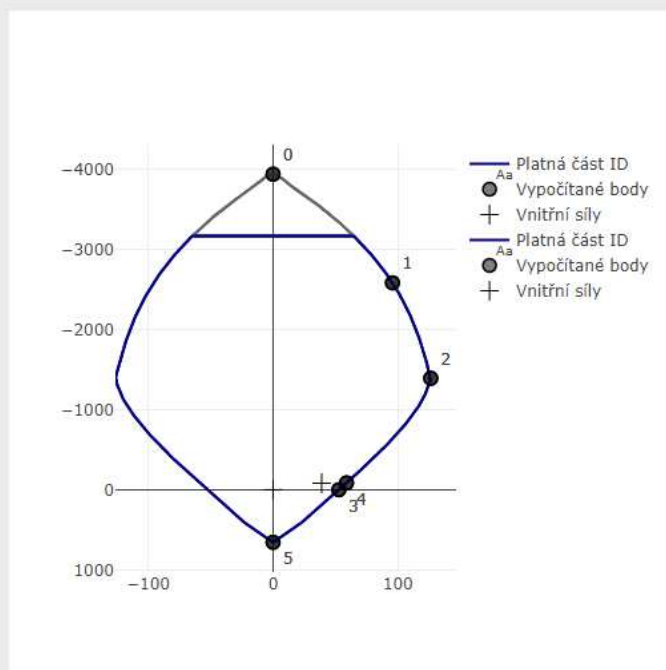 0
−4000
Platná část ID
Aa
Vypočítané body
Vnitřní síly
Platná část ID
Aa
Vypočítané body
Vnitřní síly
−3000
1
−2000
2
−1000
0
3
4
5
1000
−100
0
100